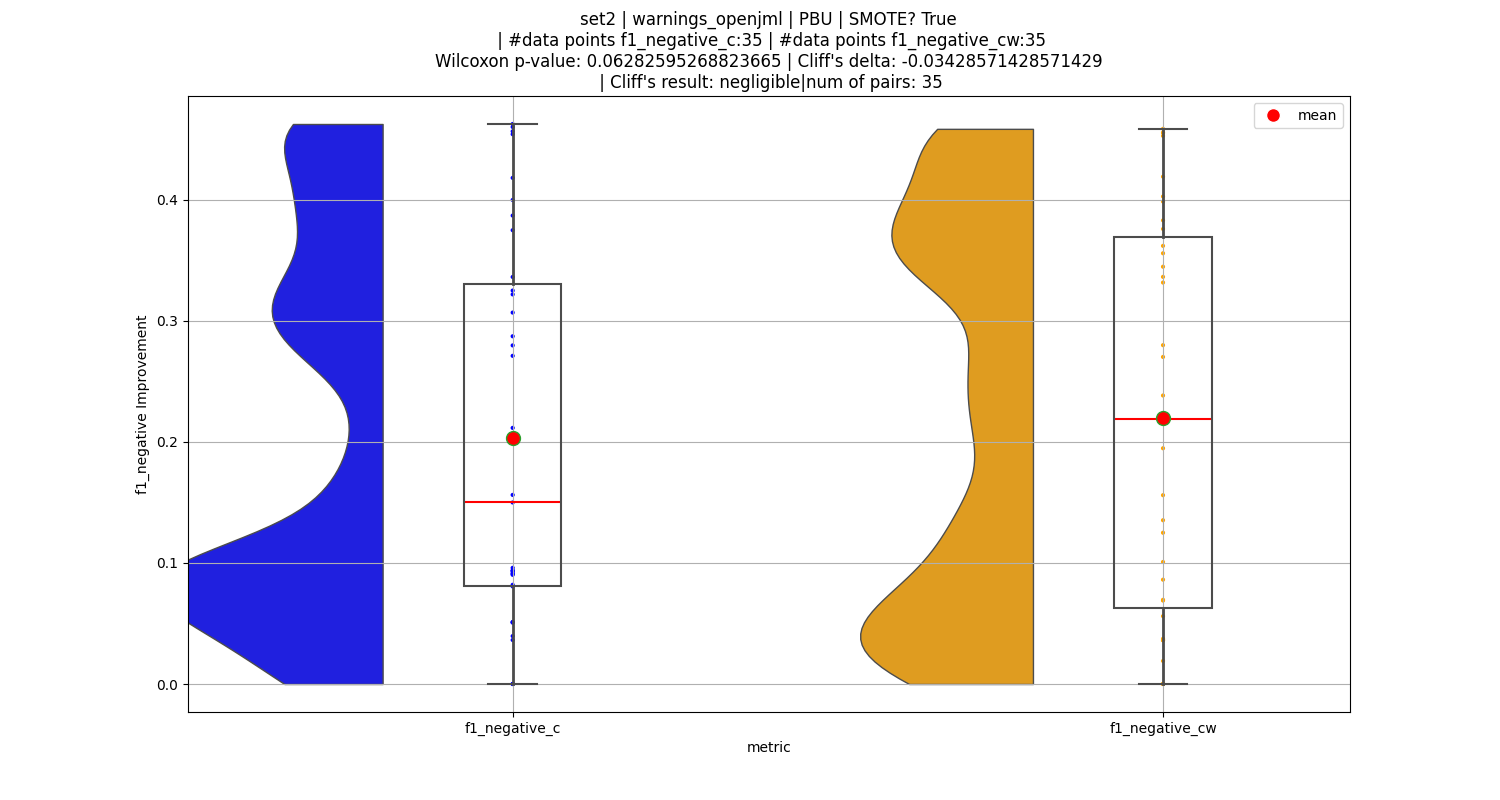 set2 | warnings_openjml | PBU | SMOTE? True
| #data points f1_negative_c:35 | #data points f1_negative_cw:35
Wilcoxon p-value: 0.06282595268823665 | Cliff's delta: -0.03428571428571429
| Cliff's result: negligible|num of pairs: 35
mean
f1_negative Improvement
0.4
0.3
0.2
0.1
0.0
f1_negative_c
f1_negative_cw
metric